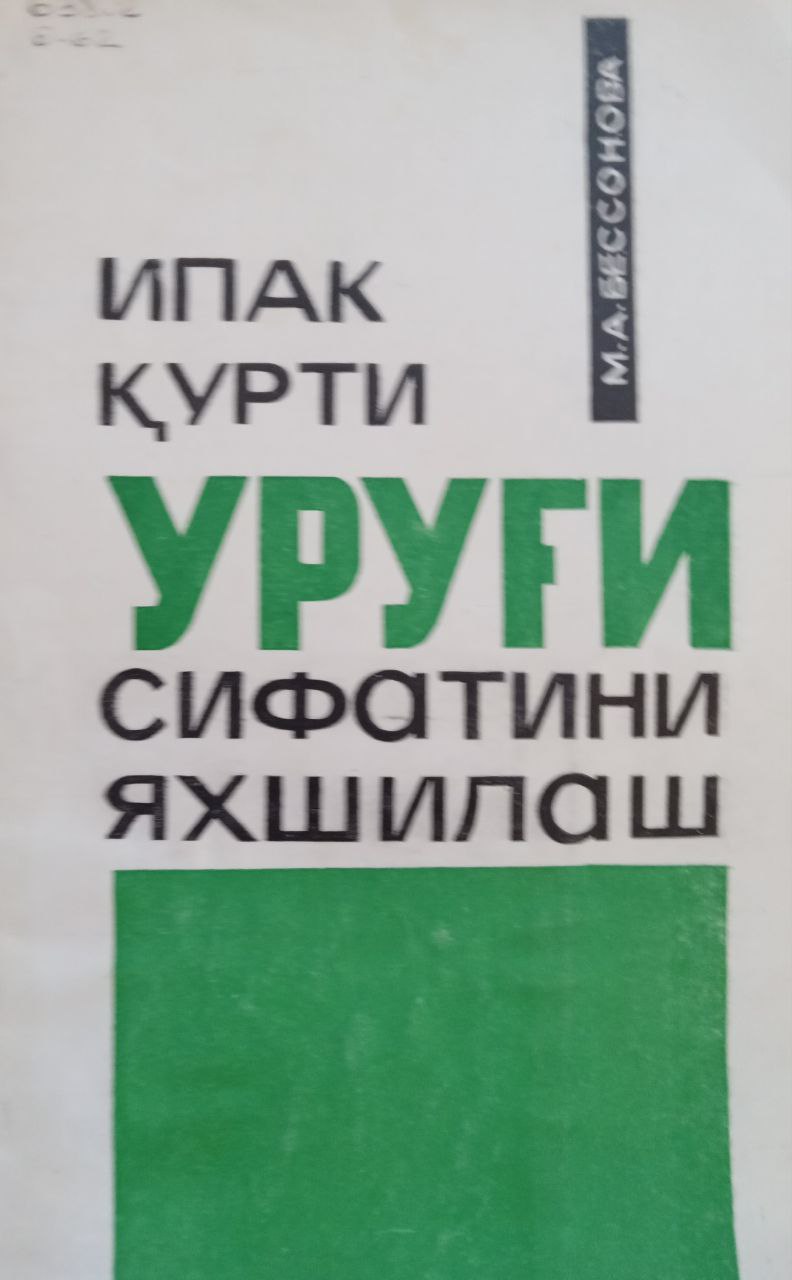 М.А.БЕССОНОВА
ИПАК
ҚУРТИ
УРУҒИ
СИФАТИНИ
ЯХШИЛАШ